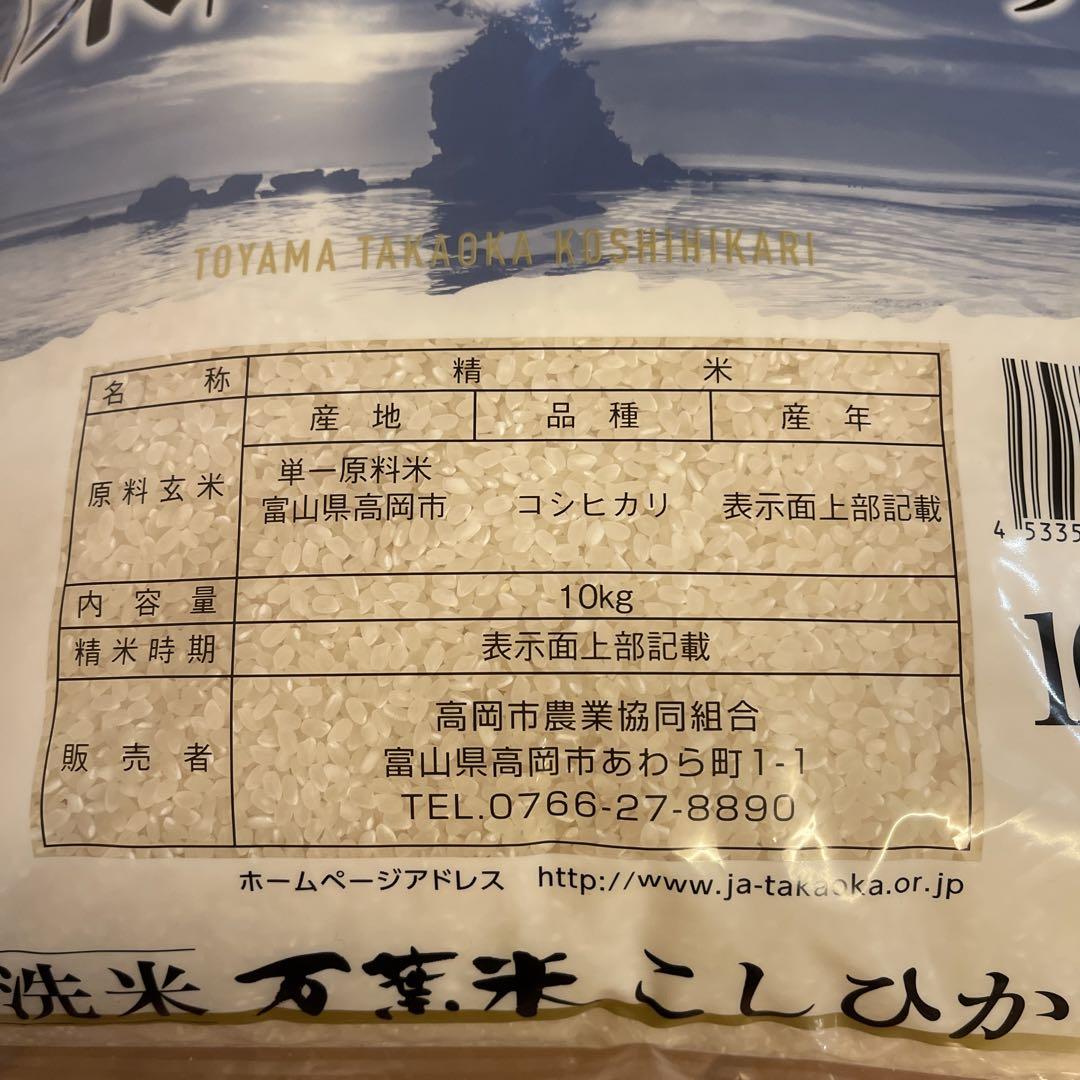 TOYAMA TAKAOKA KOSHIHIKARI
名称 精米
産地 品種 産年
原料玄米 単一原料米
富山県高岡市 コシヒカリ 表示面上部記載
内容量 10kg
精米時期 表示面上部記載
販売者 高岡市農業協同組合
富山県高岡市あわら町1-1
TEL.0766-27-8890
ホームページアドレス http://www.ja-takaoka.or.jp
4 5335
洗米 万葉米 こしひか